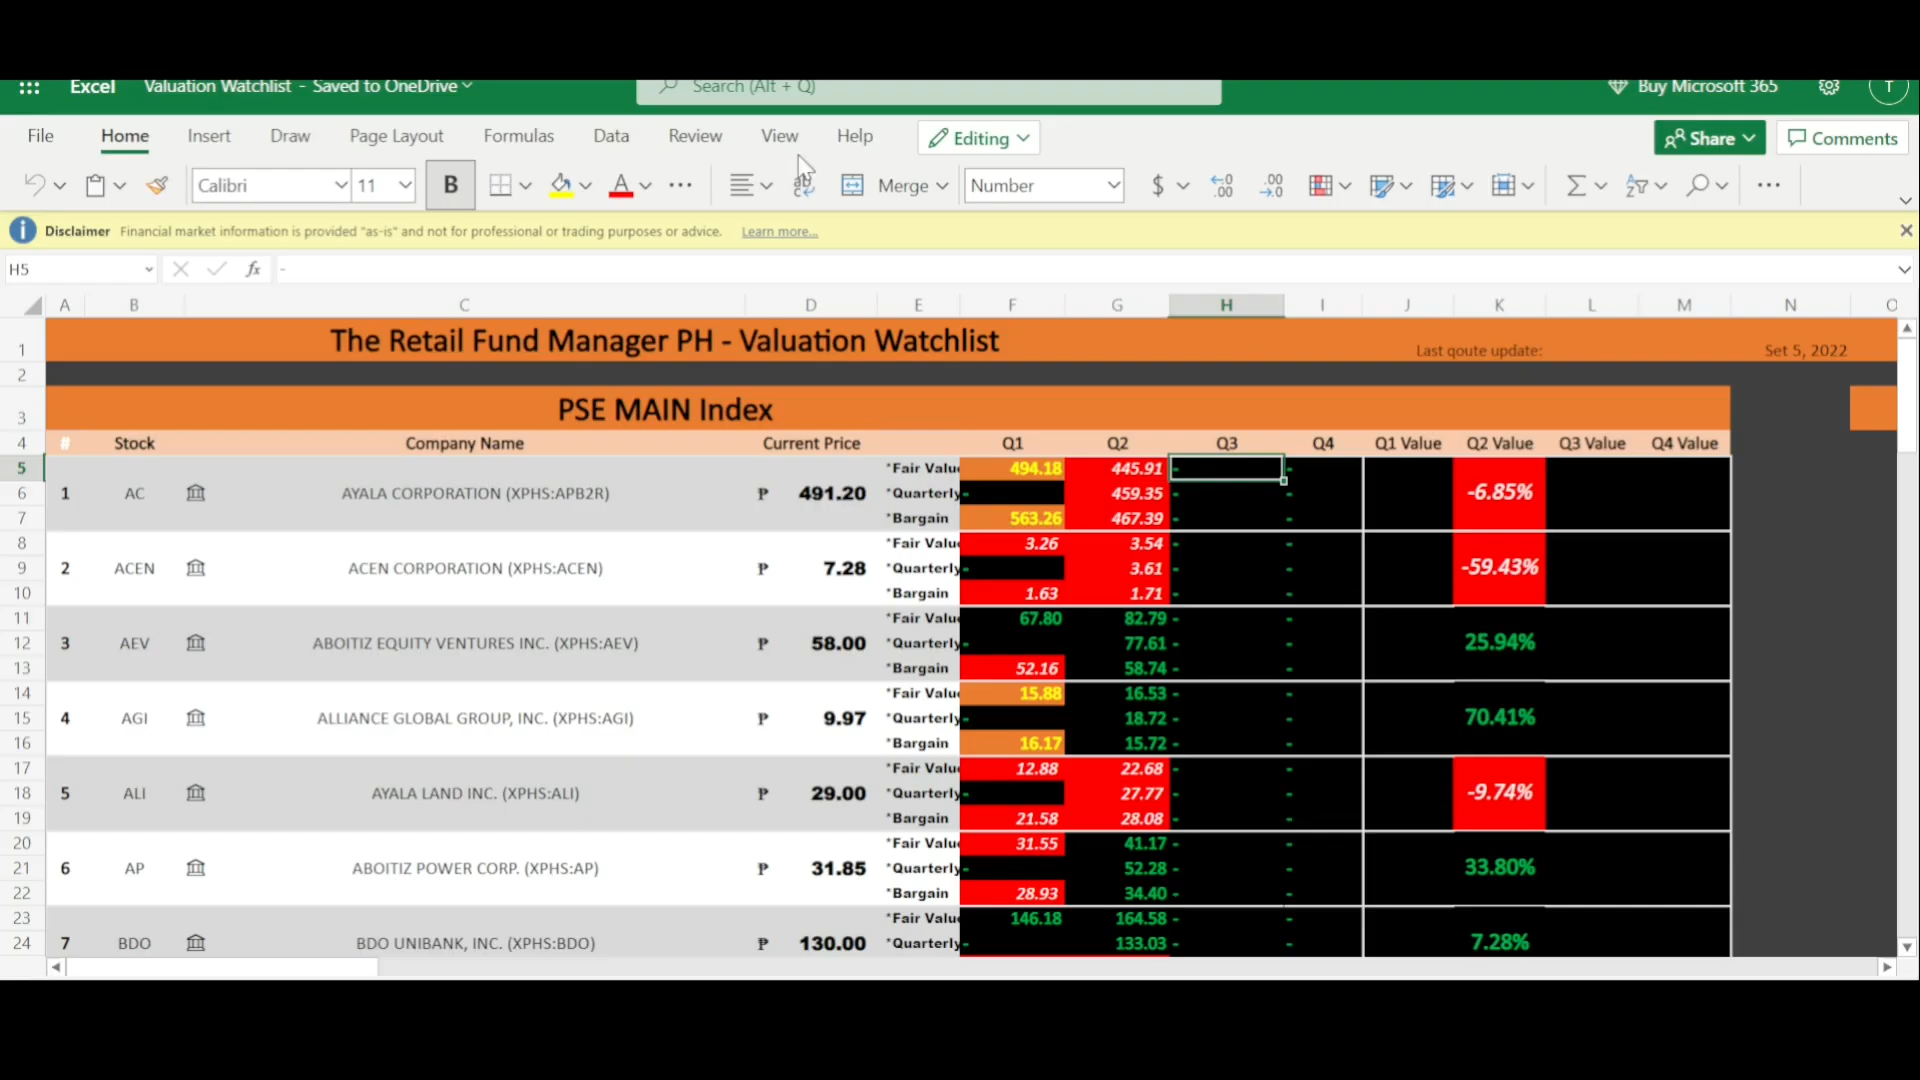 Excel Valuation Watchlist - Saved to OneDrive Search (Alt + Q) Buy Microsoft 365 T
File Home Insert Draw Page Layout Formulas Data Review View Help Editing Share Comments
Calibri 11 B A ... Merge Number $ .00 .00 ...
Disclaimer Financial market information is provided "as-is" and not for professional or trading purposes or advice. Learn more...
H5 fx -
A B C D E F G H I J K L M N O
1 The Retail Fund Manager PH - Valuation Watchlist Last qoute update: Set 5, 2022
2
3 PSE MAIN Index
4 # Stock Company Name Current Price Q1 Q2 Q3 Q4 Q1 Value Q2 Value Q3 Value Q4 Value
5 *Fair Valu 494.18 445.91 - -
6 1 AC AYALA CORPORATION (XPHS:APB2R) ₱ 491.20 *Quarterly - 459.35 - - -6.85%
7 *Bargain 563.26 467.39 - -
8 *Fair Valu 3.26 3.54 - -
9 2 ACEN ACEN CORPORATION (XPHS:ACEN) ₱ 7.28 *Quarterly - 3.61 - - -59.43%
10 *Bargain 1.63 1.71 - -
11 *Fair Valu 67.80 82.79 - -
12 3 AEV ABOITIZ EQUITY VENTURES INC. (XPHS:AEV) ₱ 58.00 *Quarterly - 77.61 - - 25.94%
13 *Bargain 52.16 58.74 - -
14 *Fair Valu 15.88 16.53 - -
15 4 AGI ALLIANCE GLOBAL GROUP, INC. (XPHS:AGI) ₱ 9.97 *Quarterly - 18.72 - - 70.41%
16 *Bargain 16.17 15.72 - -
17 *Fair Valu 12.88 22.68 - -
18 5 ALI AYALA LAND INC. (XPHS:ALI) ₱ 29.00 *Quarterly - 27.77 - - -9.74%
19 *Bargain 21.58 28.08 - -
20 *Fair Valu 31.55 41.17 - -
21 6 AP ABOITIZ POWER CORP. (XPHS:AP) ₱ 31.85 *Quarterly - 52.28 - - 33.80%
22 *Bargain 28.93 34.40 - -
23 *Fair Valu 146.18 164.58 - -
24 7 BDO BDO UNIBANK, INC. (XPHS:BDO) ₱ 130.00 *Quarterly - 133.03 - - 7.28%